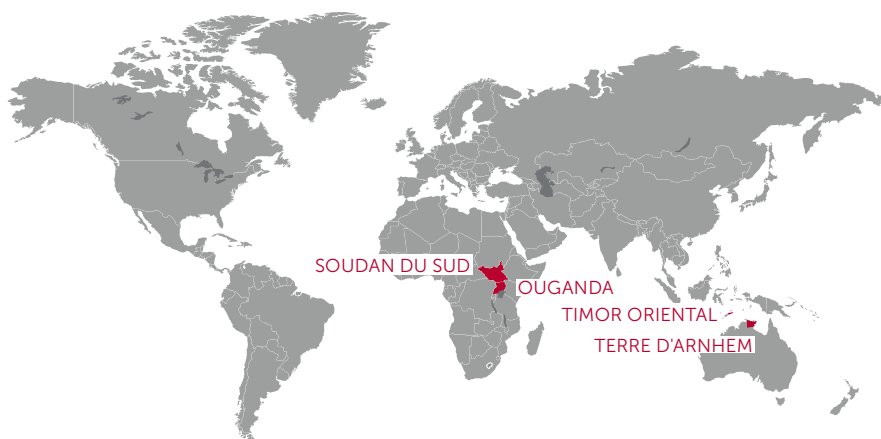 SOUDAN DU SUD
OUGANDA
TIMOR ORIENTAL
TERRE D'ARNHEM